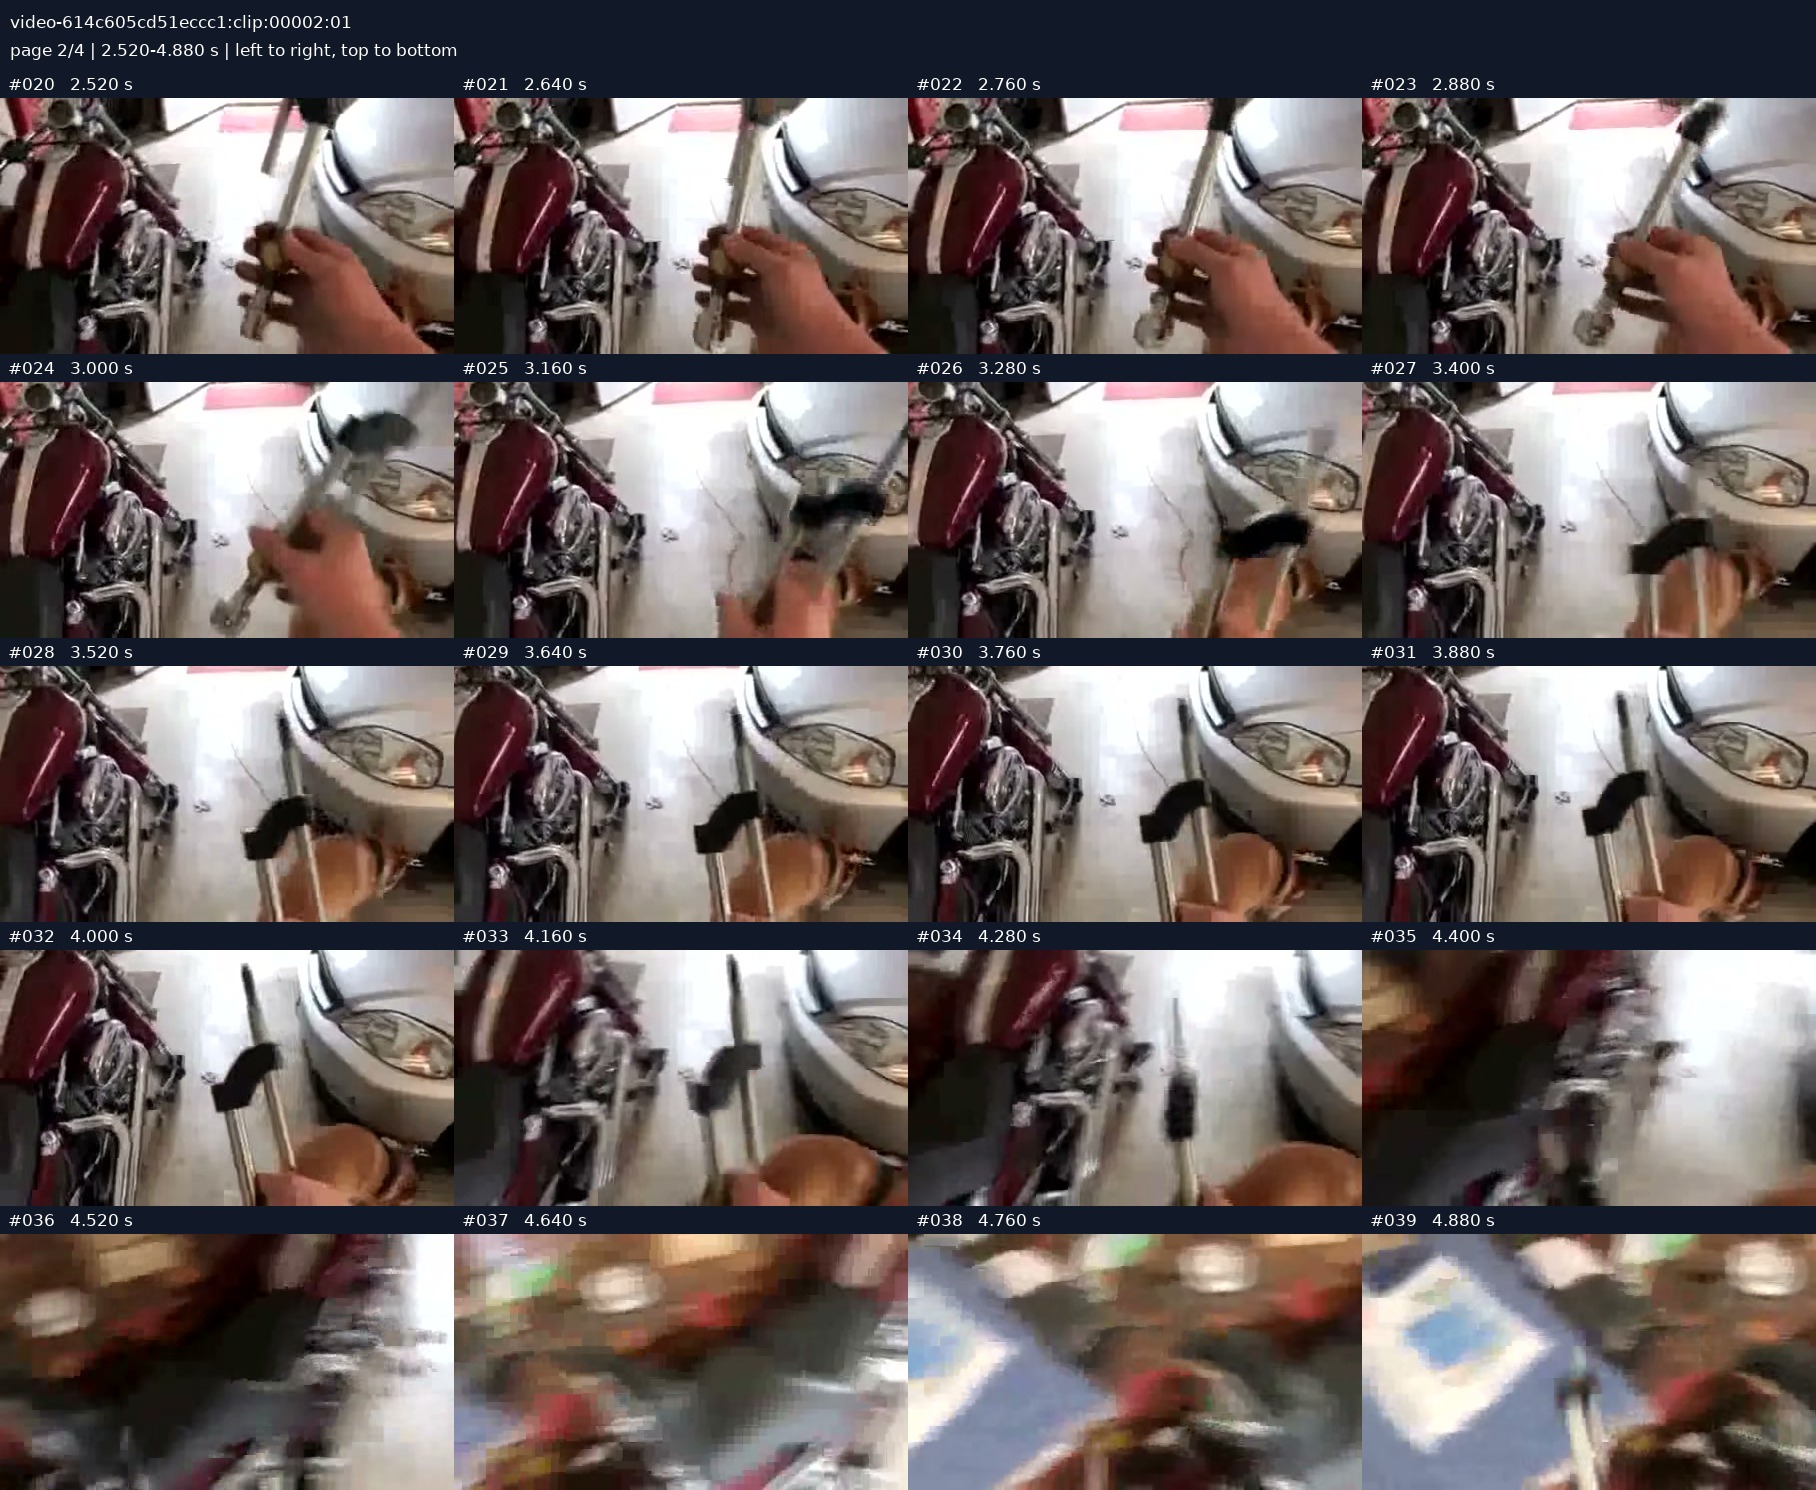 video-614c605cd51eccc1:clip:00002:01
page 2/4 | 2.520-4.880 s | left to right, top to bottom
#020 2.520 s
#021 2.640 s
#022 2.760 s
#023 2.880 s
#024 3.000 s
#025 3.160 s
#026 3.280 s
#027 3.400 s
#028 3.520 s
#029 3.640 s
#030 3.760 s
#031 3.880 s
#032 4.000 s
#033 4.160 s
#034 4.280 s
#035 4.400 s
#036 4.520 s
#037 4.640 s
#038 4.760 s
#039 4.880 s